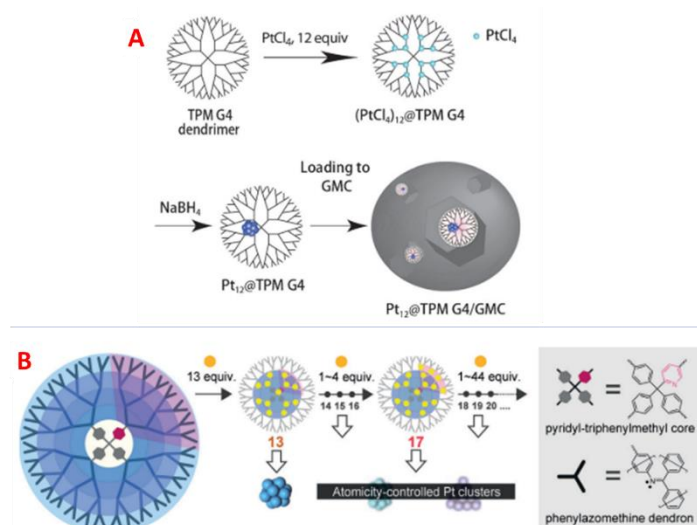 A
PtCl4, 12 equiv
PtCl4
TPM G4
dendrimer
(PtCl4)12@TPM G4
Loading to
GMC
NaBH4
Pt12@TPM G4
Pt12@TPM G4/GMC
B
13 equiv.
1~4 equiv.
1~44 equiv.
14 15 16
18 19 20 ....
13
17
Atomicity-controlled Pt clusters
=
pyridyl-triphenylmethyl core
=
N
phenylazomethine dendron